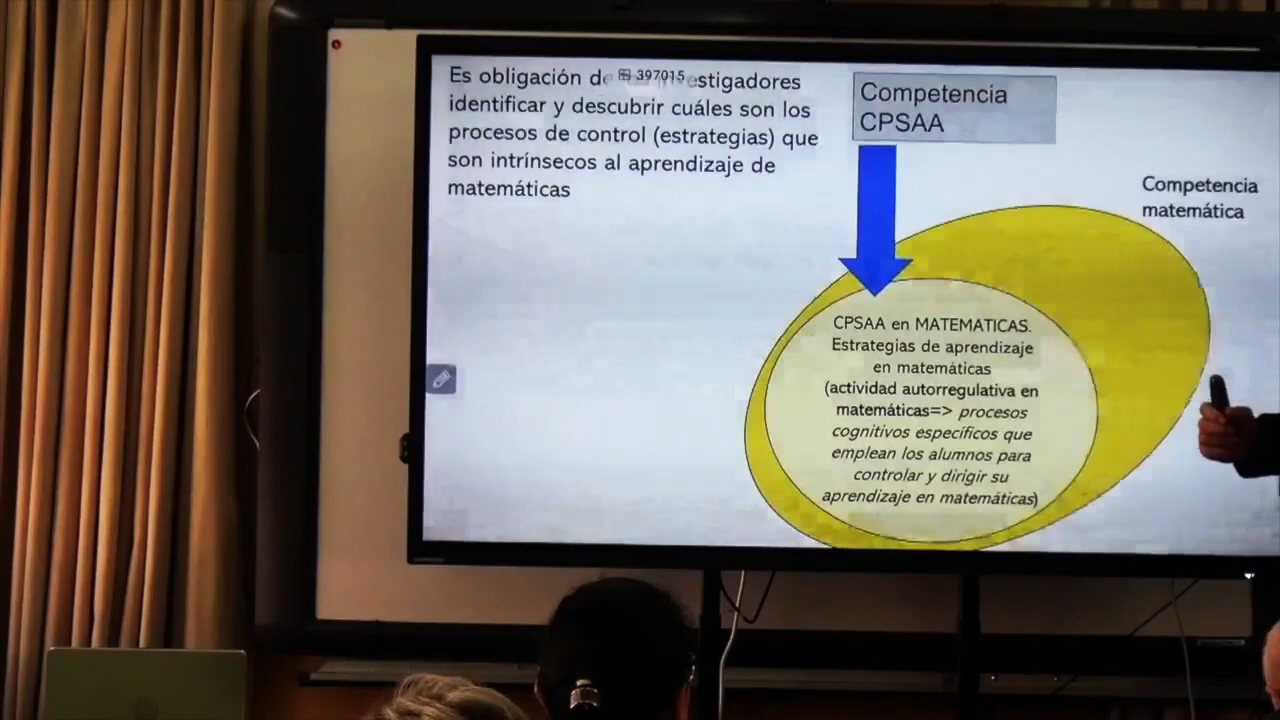 Es obligación de 397015 estigadores
identificar y descubrir cuáles son los
procesos de control (estrategias) que
son intrínsecos al aprendizaje de
matemáticas
Competencia
CPSAA
Competencia
matemática
CPSAA en MATEMATICAS.
Estrategias de aprendizaje
en matemáticas
(actividad autorregulativa en
matemáticas=> procesos
cognitivos específicos que
emplean los alumnos para
controlar y dirigir su
aprendizaje en matemáticas)